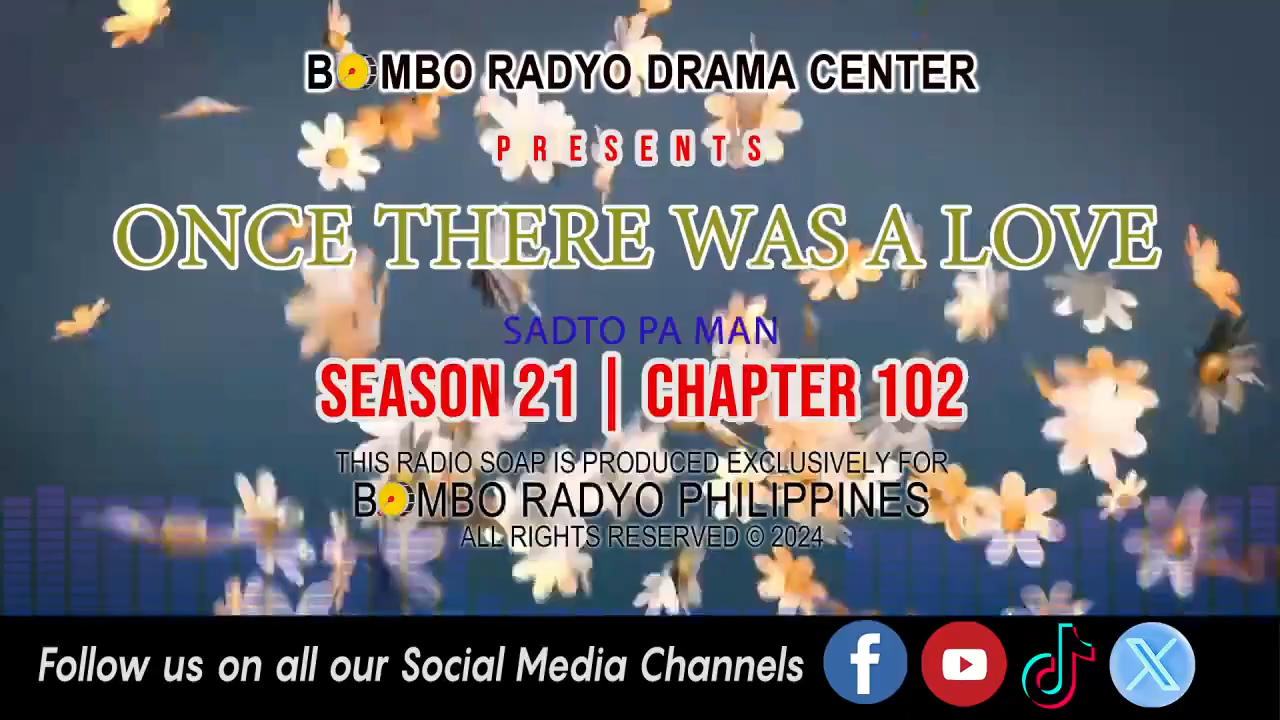 BOMBO RADYO DRAMA CENTER
PRESENTS
ONCE THERE WAS A LOVE
SADTO PA MAN
SEASON 21 | CHAPTER 102
THIS RADIO SOAP IS PRODUCED EXCLUSIVELY FOR
BOMBO RADYO PHILIPPINES
ALL RIGHTS RESERVED © 2024
Follow us on all our Social Media Channels